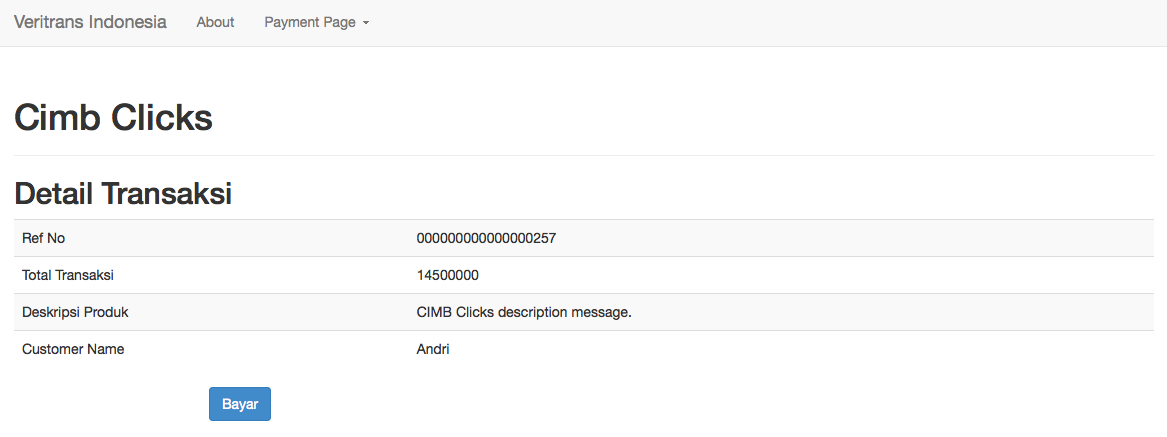 Veritrans Indonesia About Payment Page
Cimb Clicks
Detail Transaksi
Ref No 000000000000000257
Total Transaksi 14500000
Deskripsi Produk CIMB Clicks description message.
Customer Name Andri
Bayar